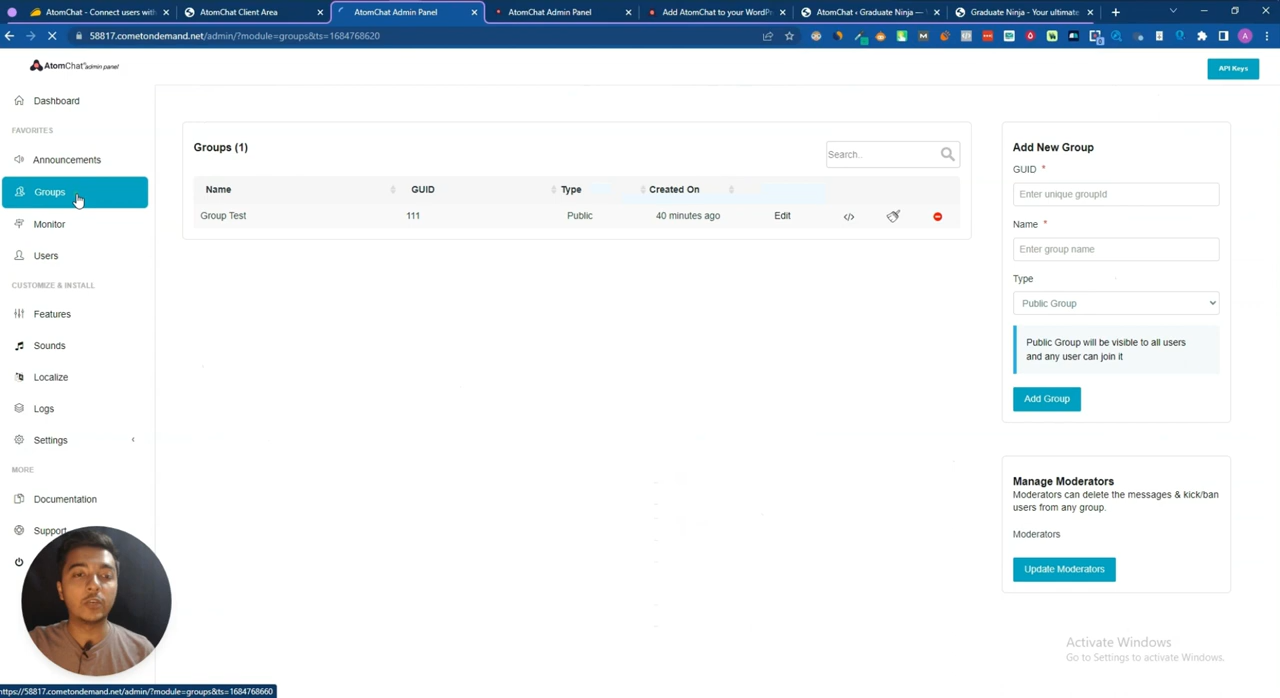 AtomChat - Connect users with
AtomChat Client Area
AtomChat Admin Panel
AtomChat Admin Panel
Add AtomChat to your WordPr
AtomChat ‹ Graduate Ninja —
Graduate Ninja - Your ultimate
58817.cometondemand.net/admin/?module=groups&ts=1684768620
AtomChat admin panel
API Keys
Dashboard
FAVORITES
Announcements
Groups
Monitor
Users
CUSTOMIZE & INSTALL
Features
Sounds
Localize
Logs
Settings
MORE
Documentation
Support
Groups (1)
Search..
Name GUID Type Created On
Group Test 111 Public 40 minutes ago Edit </>
Add New Group
GUID *
Enter unique groupId
Name *
Enter group name
Type
Public Group
Public Group will be visible to all users
and any user can join it
Add Group
Manage Moderators
Moderators can delete the messages & kick/ban
users from any group.
Moderators
Update Moderators
Activate Windows
Go to Settings to activate Windows.
https://58817.cometondemand.net/admin/?module=groups&ts=1684768660